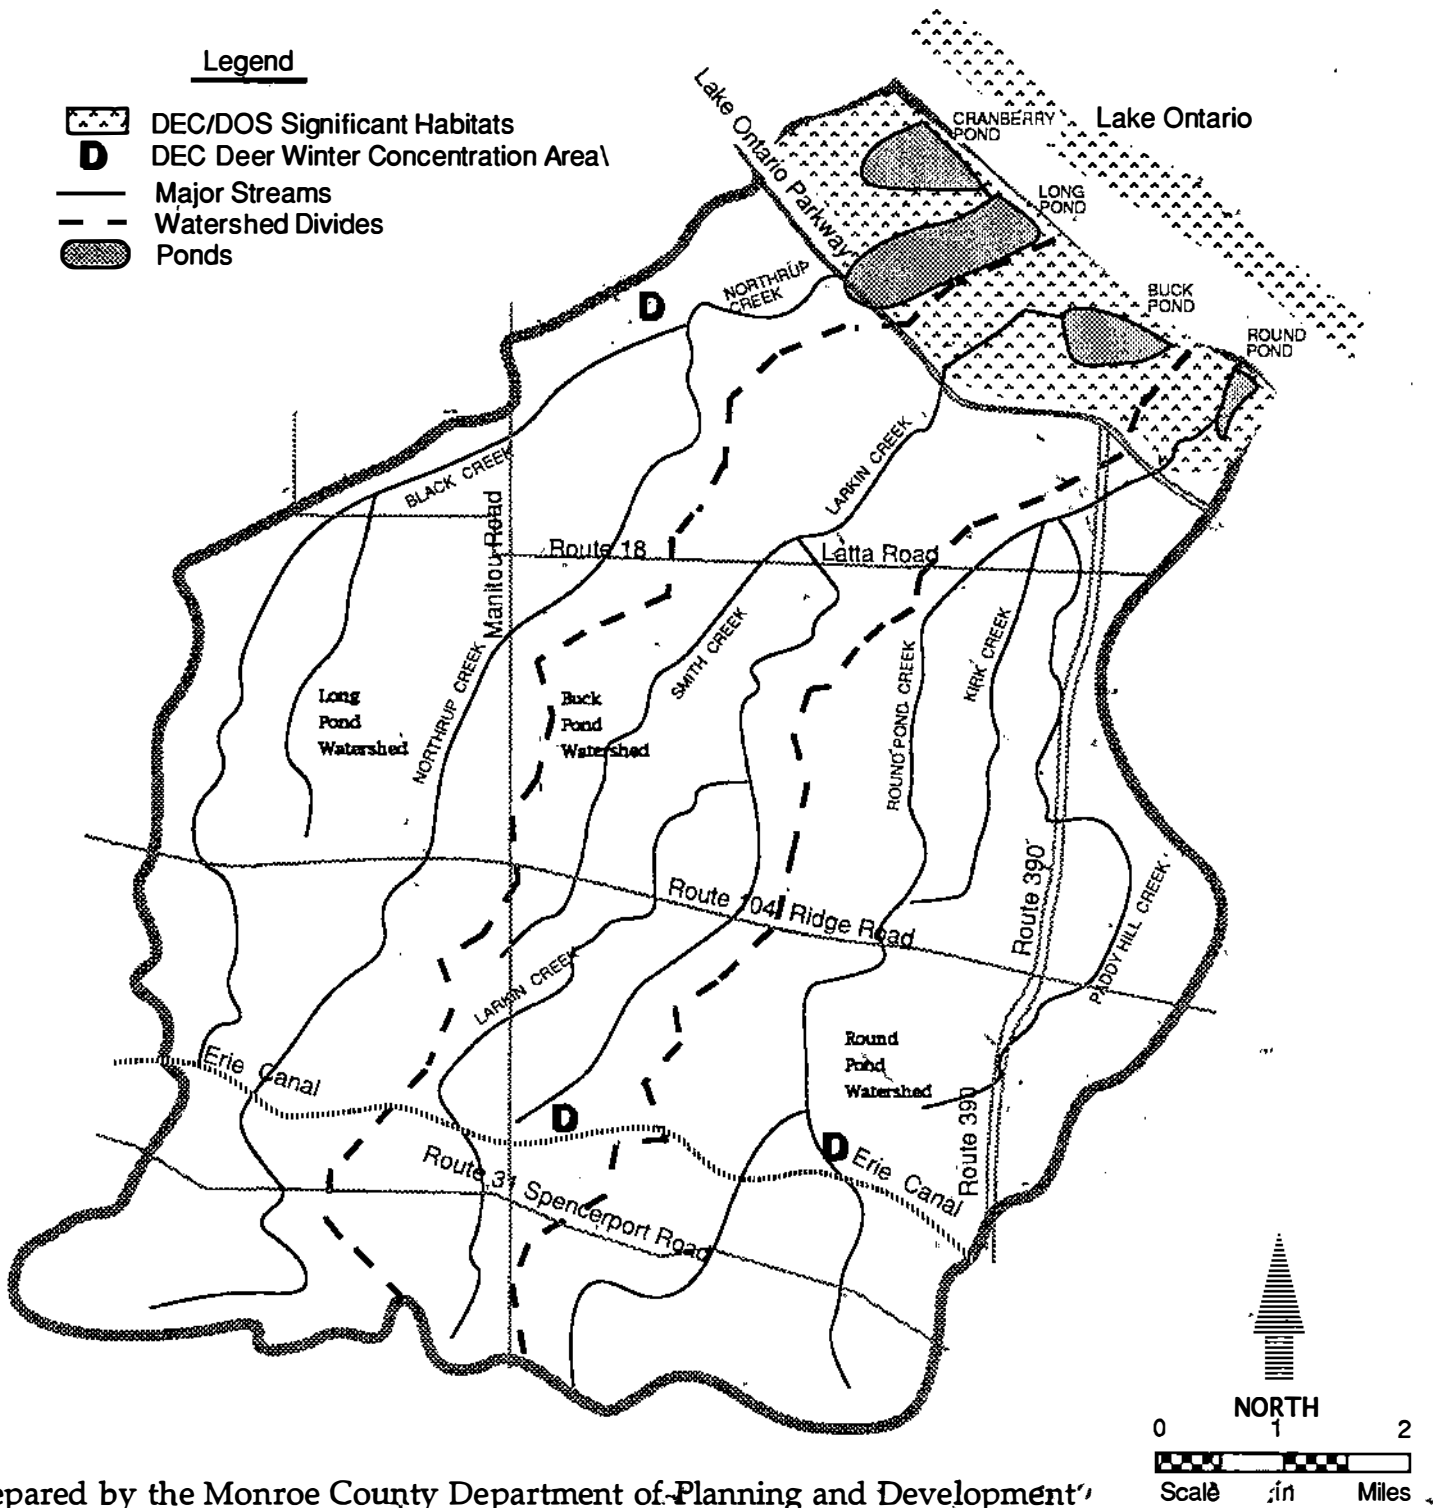 Legend
DEC/DOS Significant Habitats
D DEC Deer Winter Concentration Area\
Major Streams
Watershed Divides
Ponds
Lake Ontario Parkway
CRANBERRY
POND
Lake Ontario
LONG
POND
BUCK
POND
ROUND
POND
D
NORTHRUP
CREEK
BLACK CREEK
LARKIN CREEK
Manitou Road
Route 18
Latta Road
SMITH CREEK
NORTHRUP CREEK
ROUND POND CREEK
KIRK CREEK
Long
Pond
Watershed
Buck
Pond
Watershed
Route 104 Ridge Road
Route 390
PADDY HILL CREEK
LARKIN CREEK
Round
Pond
Watershed
Erie Canal
D
D
Erie Canal
Route 390
Route 31 Spencerport Road
NORTH
0 1 2
Scale in Miles
epared by the Monroe County Department of Planning and Development